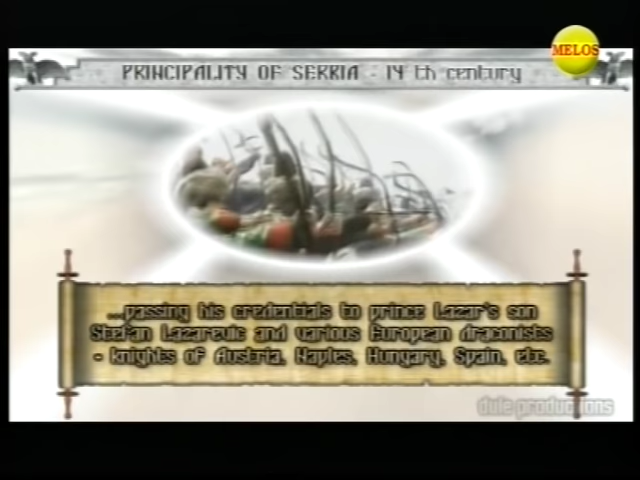 MELOS
PRINCIPALITY OF SERBIA - 14 th century
...passing his credentials to prince Lazar's son
Stefan Lazarevic and various European draconists
- knights of Austria, Naples, Hungary, Spain, etc.
dule productions